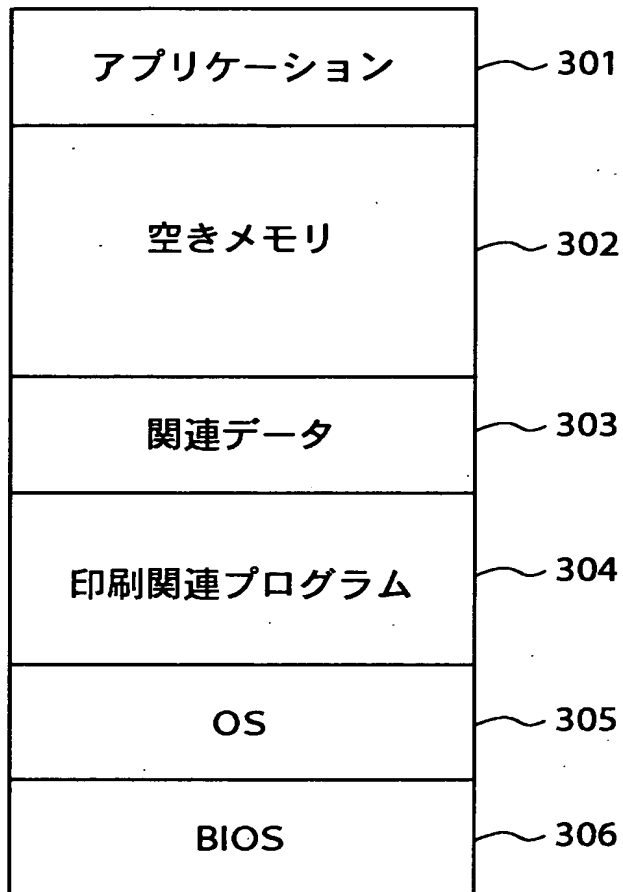 アプリケーション 301
空きメモリ 302
関連データ 303
印刷関連プログラム 304
OS 305
BIOS 306